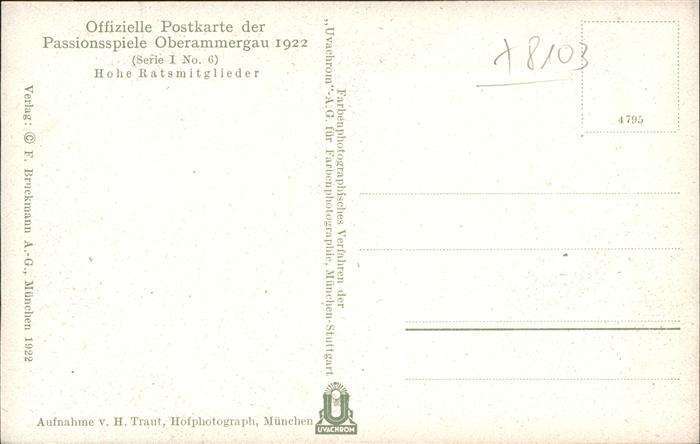 Offizielle Postkarte der
Passionsspiele Oberammergau 1922
(Serie I No. 6)
Hohe Ratsmitglieder
Verlag: © F. Bruckmann A.-G., München 1922
Farbenphotographisches Verfahren der
„Uvachrom"-A.G. für Farbenphotographie, München-Stuttgart
8103
4795
Aufnahme v. H. Traut, Hofphotograph, München
UVACHROM